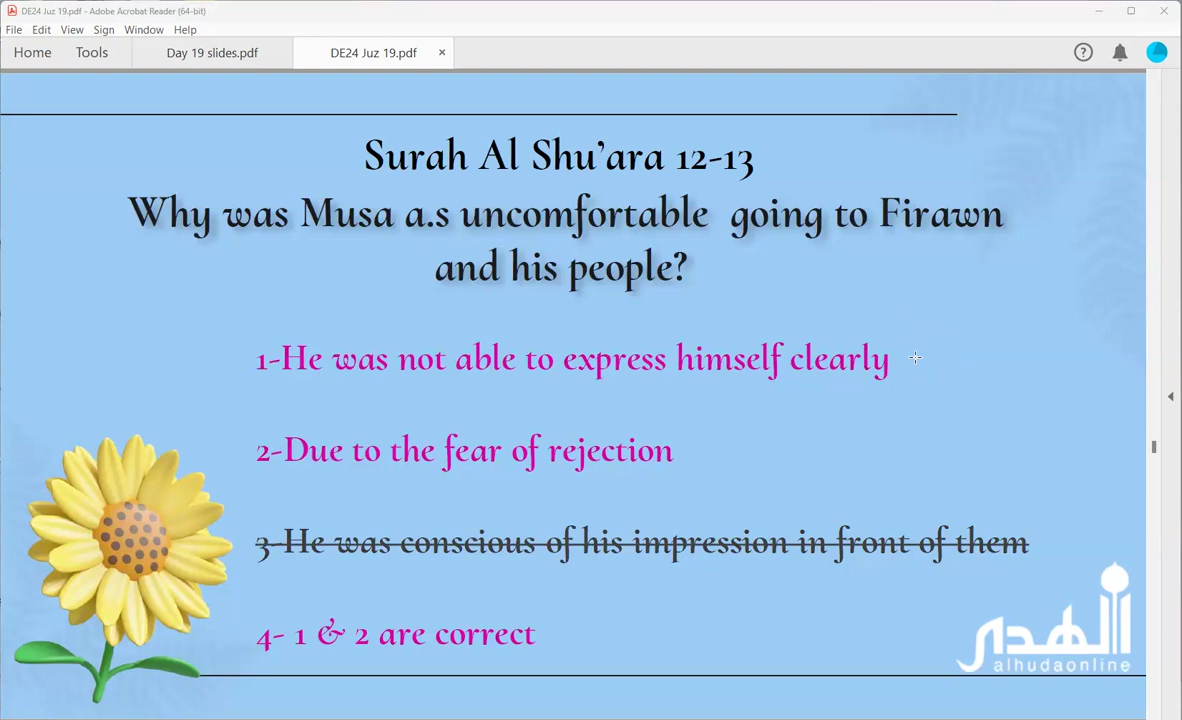 DE24 Juz 19.pdf - Adobe Acrobat Reader (64-bit)
File Edit View Sign Window Help
Home Tools Day 19 slides.pdf DE24 Juz 19.pdf ×
Surah Al Shu’ara 12-13
Why was Musa a.s uncomfortable going to Firawn
and his people?
1-He was not able to express himself clearly
2-Due to the fear of rejection
3-He was conscious of his impression in front of them
4- 1 & 2 are correct
الهدى
alhudaonline